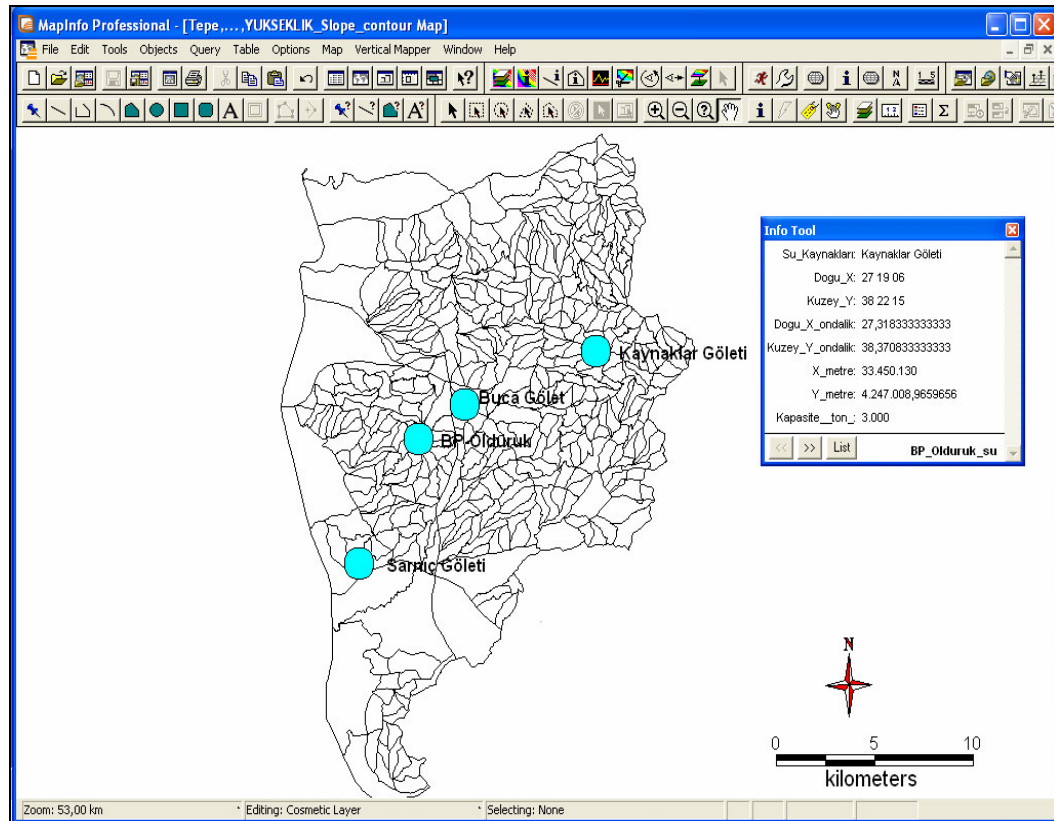 MapInfo Professional - [Tepe,...,YUKSEKLIK_Slope_contour Map]
File Edit Tools Objects Query Table Options Map Vertical Mapper Window Help
Kaynaklar Göleti
Buca Gölet
BP-Olduruk
Sarnıç Göleti
Info Tool
Su_Kaynakları: Kaynaklar Göleti
Dogu_X: 27 19 06
Kuzey_Y: 38 22 15
Dogu_X_ondalik: 27,318333333333
Kuzey_Y_ondalik: 38,370833333333
X_metre: 33.450.130
Y_metre: 4.247.008,9659656
Kapasite__ton_: 3.000
<< >> List BP_Olduruk_su
N
0 5 10
kilometers
Zoom: 53,00 km Editing: Cosmetic Layer Selecting: None